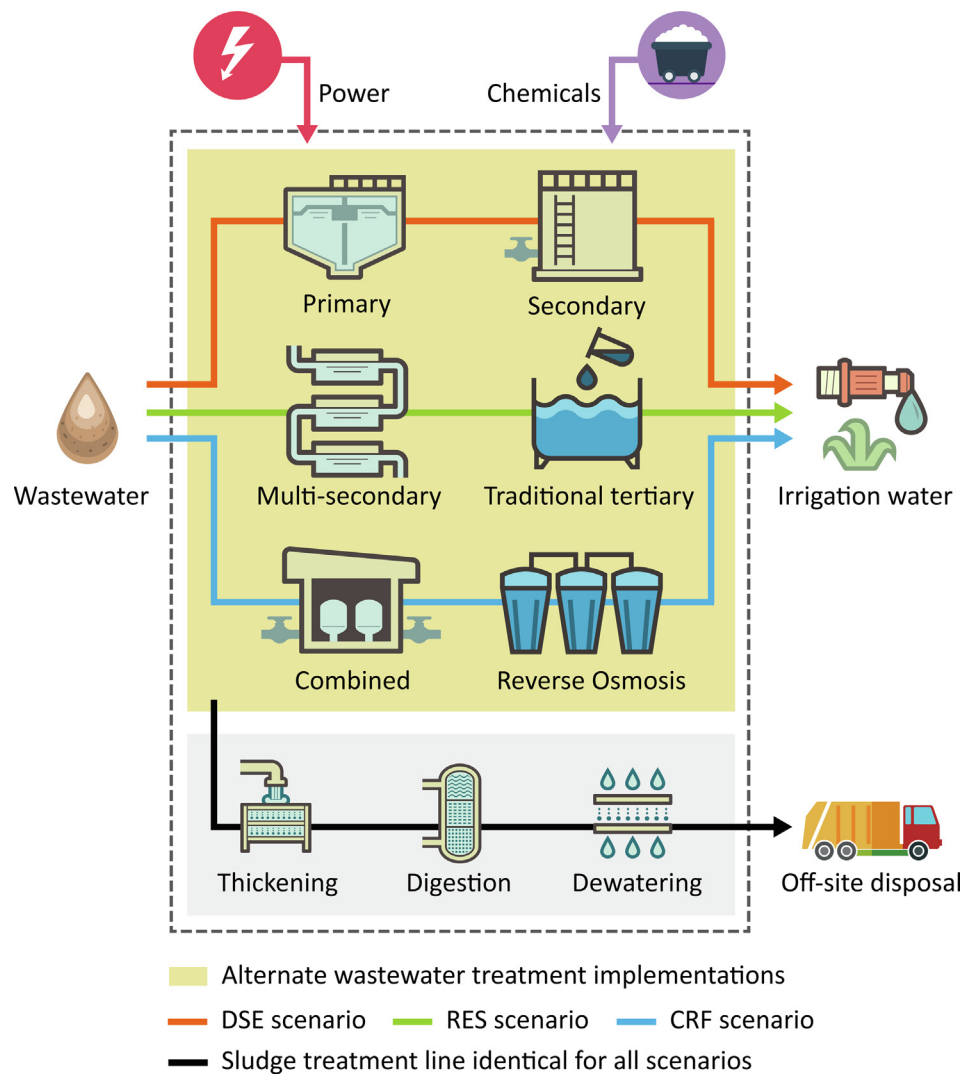 Power
Chemicals
Primary
Secondary
Wastewater
Multi-secondary
Traditional tertiary
Irrigation water
Combined
Reverse Osmosis
Thickening
Digestion
Dewatering
Off-site disposal
Alternate wastewater treatment implementations
DSE scenario
RES scenario
CRF scenario
Sludge treatment line identical for all scenarios